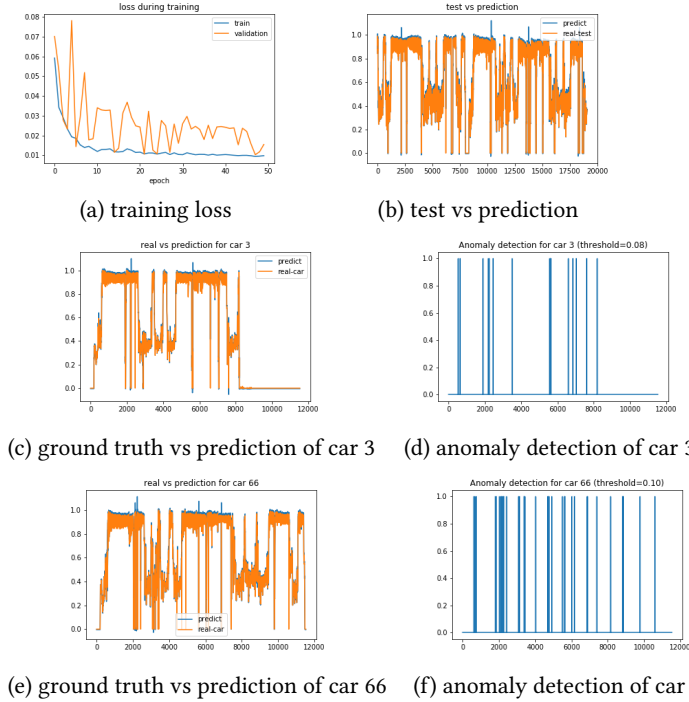 loss during training
train
validation
0.08
0.07
0.06
0.05
0.04
0.03
0.02
0.01
0 10 20 30 40 50
epoch
(a) training loss
test vs prediction
predict
real-test
1.0
0.8
0.6
0.4
0.2
0.0
0 2500 5000 7500 10000 12500 15000 17500 20000
(b) test vs prediction
real vs prediction for car 3
predict
real-car
1.0
0.8
0.6
0.4
0.2
0.0
0 2000 4000 6000 8000 10000 12000
(c) ground truth vs prediction of car 3
Anomaly detection for car 3 (threshold=0.08)
1.0
0.8
0.6
0.4
0.2
0.0
0 2000 4000 6000 8000 10000 12000
(d) anomaly detection of car 3
real vs prediction for car 66
1.0
0.8
0.6
0.4
0.2
0.0
predict
real-car
0 2000 4000 6000 8000 10000 12000
(e) ground truth vs prediction of car 66
Anomaly detection for car 66 (threshold=0.10)
1.0
0.8
0.6
0.4
0.2
0.0
0 2000 4000 6000 8000 10000 12000
(f) anomaly detection of car